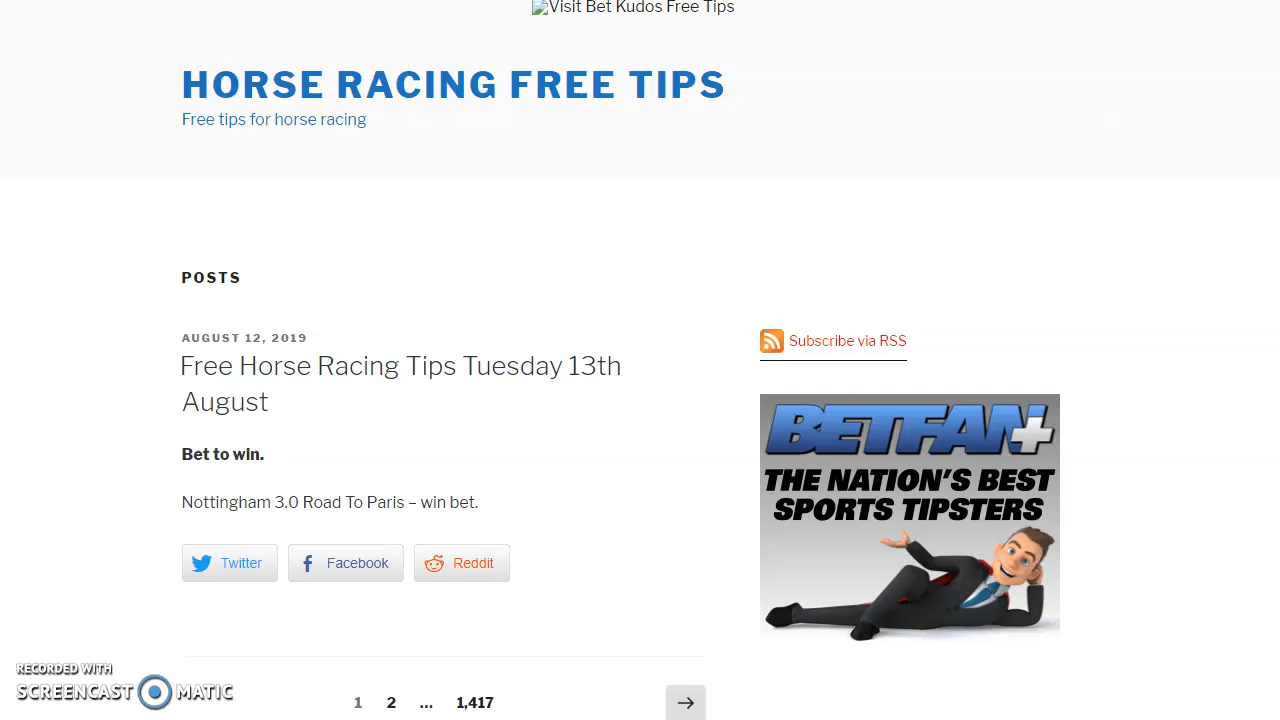 Visit Bet Kudos Free Tips
HORSE RACING FREE TIPS
Free tips for horse racing
POSTS
AUGUST 12, 2019
Free Horse Racing Tips Tuesday 13th
August
Bet to win.
Nottingham 3.0 Road To Paris – win bet.
Twitter Facebook Reddit
Subscribe via RSS
BETFAN+
THE NATION'S BEST
SPORTS TIPSTERS
1 2 ... 1,417 →
RECORDED WITH
SCREENCAST MATIC